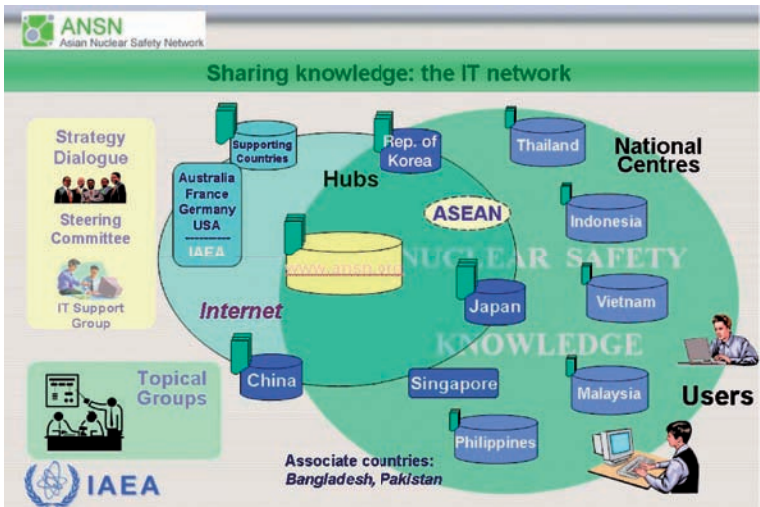 ANSN
Asian Nuclear Safety Network
Sharing knowledge: the IT network
Strategy
Dialogue
Steering
Committee
IT Support
Group
Supporting
Countries
Australia
France
Germany
USA
IAEA
Hubs
Rep. of
Korea
ASEAN
www.ansn.org
Internet
Japan
China
Singapore
Thailand
National
Centres
Indonesia
NUCLEAR SAFETY
Vietnam
KNOWLEDGE
Malaysia
Users
Philippines
Topical
Groups
Associate countries:
Bangladesh, Pakistan
IAEA